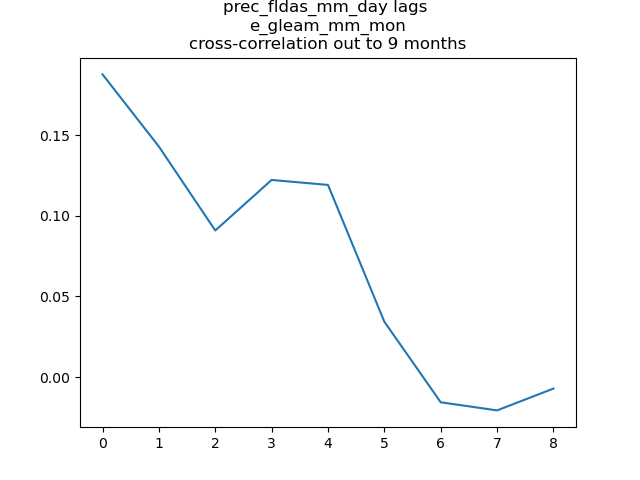 prec_fldas_mm_day lags
e_gleam_mm_mon
cross-correlation out to 9 months
0.15
0.10
0.05
0.00
0 1 2 3 4 5 6 7 8